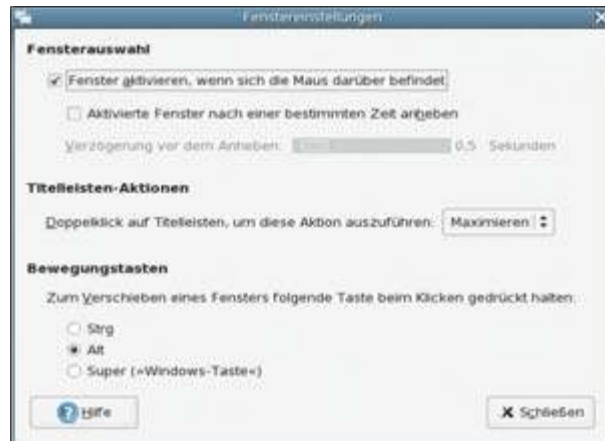 Fenstereinstellungen
Fensterauswahl
Fenster aktivieren, wenn sich die Maus darüber befindet
Aktivierte Fenster nach einer bestimmten Zeit anheben
Verzögerung vor dem Anheben: 0,5 Sekunden
Titelleisten-Aktionen
Doppelklick auf Titelleisten, um diese Aktion auszuführen: Maximieren
Bewegungstasten
Zum Verschieben eines Fensters folgende Taste beim Klicken gedrückt halten:
Strg
Alt
Super (»Windows-Taste«)
Hilfe Schließen